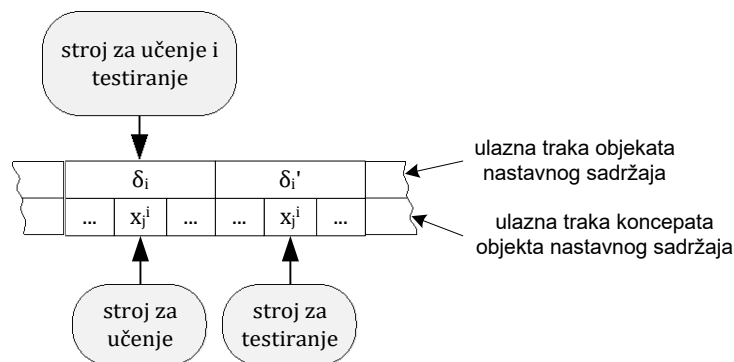 stroj za učenje i
testiranje
ulazna traka objekata
nastavnog sadržaja
δi δi'
... xji ... ... xji ...
ulazna traka koncepata
objekta nastavnog sadržaja
stroj za
učenje
stroj za
testiranje